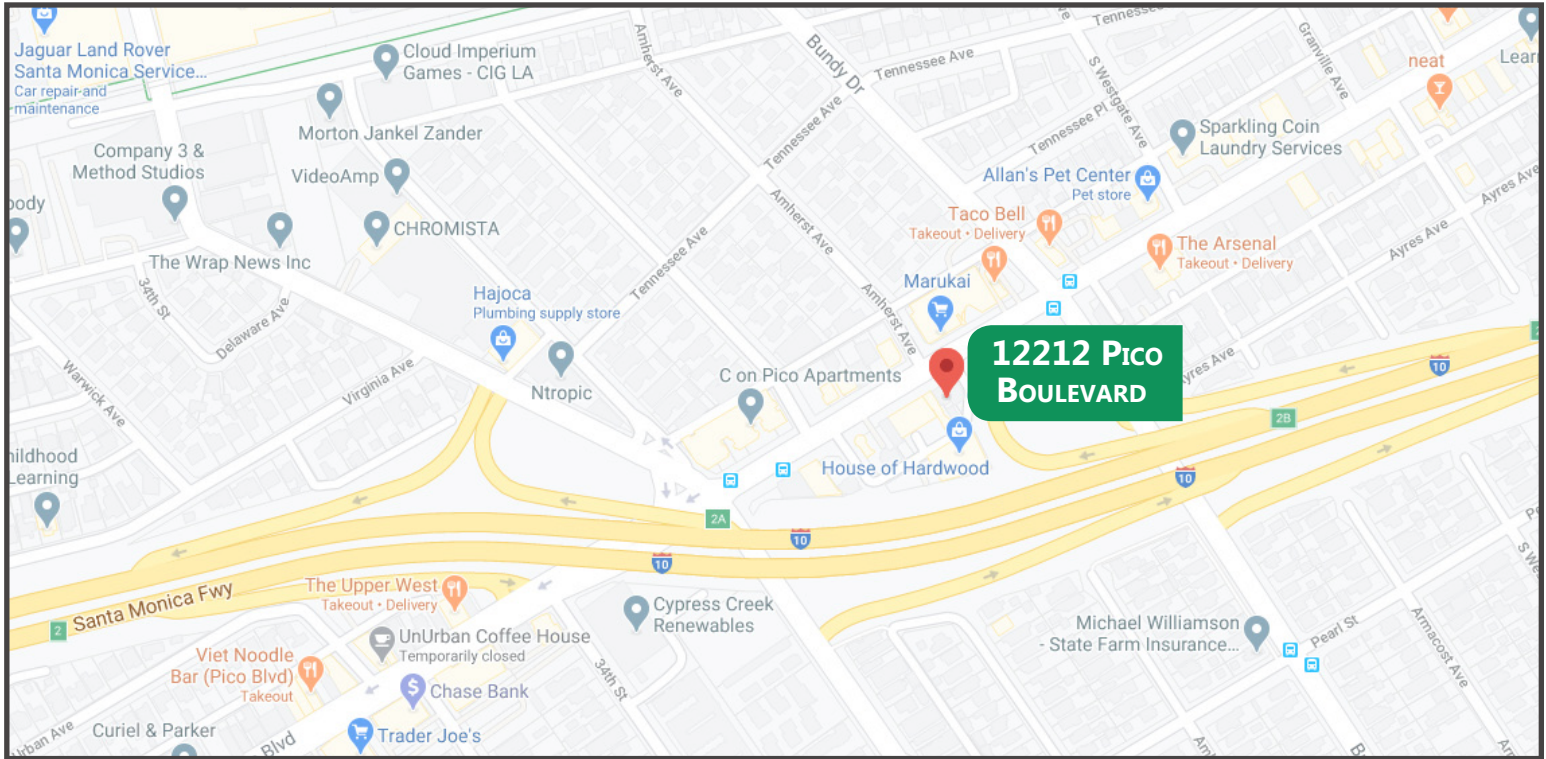 Jaguar Land Rover
Santa Monica Service...
Car repair and
maintenance
Cloud Imperium
Games - CIG LA
Morton Jankel Zander
Company 3 &
Method Studios
VideoAmp
CHROMISTA
The Wrap News Inc
34th St
Delaware Ave
Warwick Ave
Virginia Ave
Hajoca
Plumbing supply store
Ntropic
Amherst Ave
Bundy Dr
Tennessee Ave
Tennessee Ave
Tennessee Ave
Tennessee Pl
S Westgate Ave
Granville Ave
neat
Sparkling Coin
Laundry Services
Allan's Pet Center
Pet store
Taco Bell
Takeout • Delivery
The Arsenal
Takeout • Delivery
Ayres Ave
Ayres Ave
Amherst Ave
Amherst Ave
Marukai
12212 Pico
Boulevard
C on Pico Apartments
House of Hardwood
10
2B
10
2A
10
10
Santa Monica Fwy
2
The Upper West
Takeout • Delivery
UnUrban Coffee House
Temporarily closed
Viet Noodle
Bar (Pico Blvd)
Takeout
Chase Bank
Curiel & Parker
Trader Joe's
Blvd
34th St
Cypress Creek
Renewables
Michael Williamson
- State Farm Insurance...
Pearl St
Armacost Ave